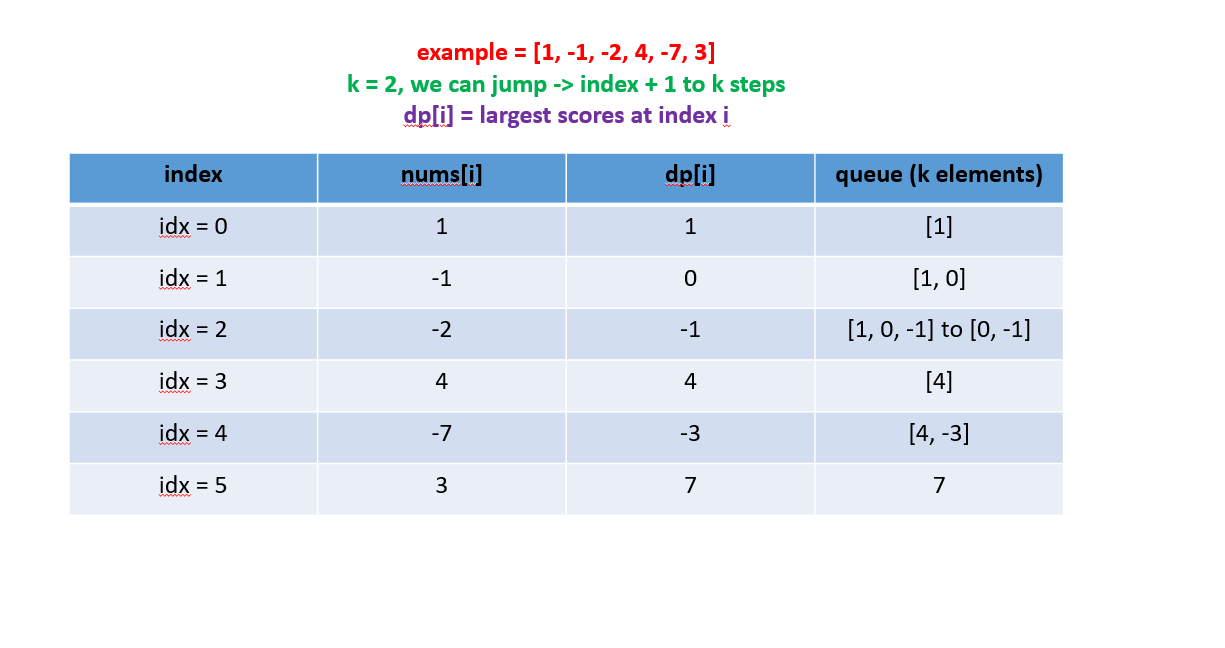 example = [1, -1, -2, 4, -7, 3]
k = 2, we can jump -> index + 1 to k steps
dp[i] = largest scores at index i
index nums[i] dp[i] queue (k elements)
idx = 0 1 1 [1]
idx = 1 -1 0 [1, 0]
idx = 2 -2 -1 [1, 0, -1] to [0, -1]
idx = 3 4 4 [4]
idx = 4 -7 -3 [4, -3]
idx = 5 3 7 7